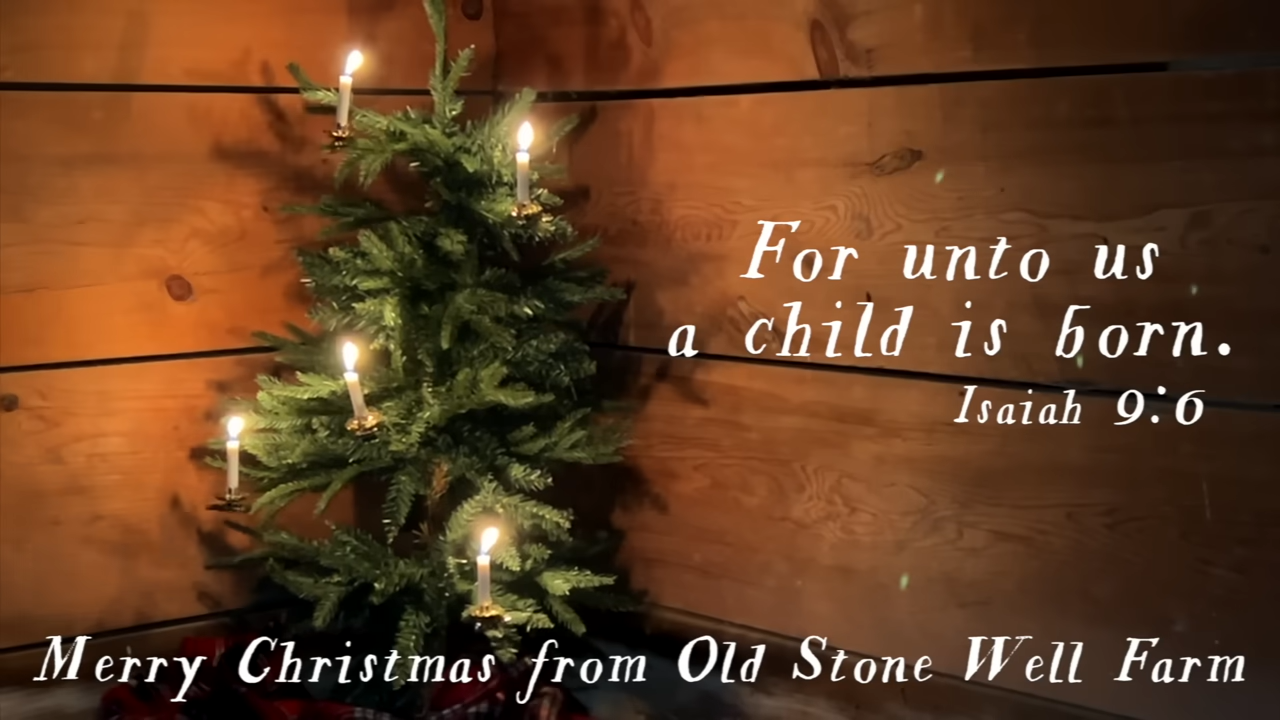 For unto us
a child is born.
Isaiah 9:6
Merry Christmas from Old Stone Well Farm